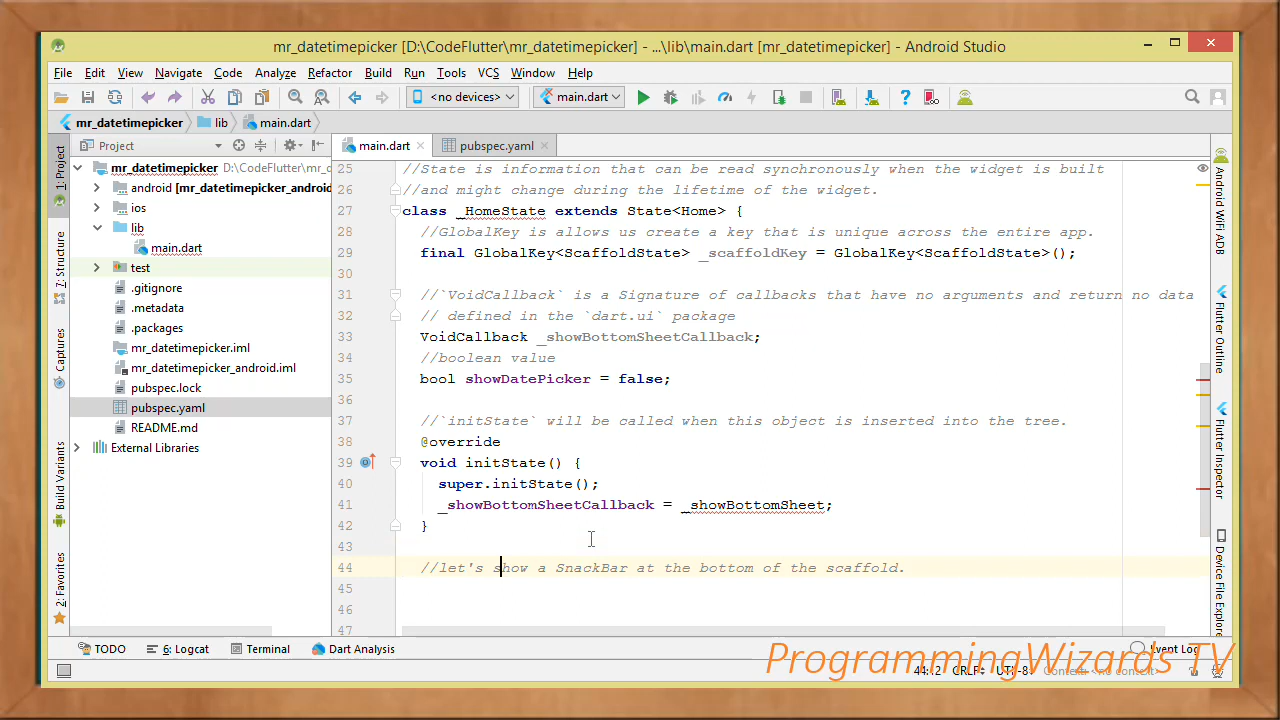 mr_datetimepicker [D:\CodeFlutter\mr_datetimepicker] - ...\lib\main.dart [mr_datetimepicker] - Android Studio
File Edit View Navigate Code Analyze Refactor Build Run Tools VCS Window Help
<no devices> main.dart
mr_datetimepicker lib main.dart
Project main.dart pubspec.yaml
1: Project
7: Structure
Captures
Build Variants
2: Favorites
mr_datetimepicker D:\CodeFlutter\mr_d
android [mr_datetimepicker_android
ios
lib
main.dart
test
.gitignore
.metadata
.packages
mr_datetimepicker.iml
mr_datetimepicker_android.iml
pubspec.lock
pubspec.yaml
README.md
External Libraries
25 //State is information that can be read synchronously when the widget is built
26 //and might change during the lifetime of the widget.
27 class _HomeState extends State<Home> {
28 //GlobalKey is allows us create a key that is unique across the entire app.
29 final GlobalKey<ScaffoldState> _scaffoldKey = GlobalKey<ScaffoldState>();
30
31 //`VoidCallback` is a Signature of callbacks that have no arguments and return no data
32 // defined in the `dart.ui` package
33 VoidCallback _showBottomSheetCallback;
34 //boolean value
35 bool showDatePicker = false;
36
37 //`initState` will be called when this object is inserted into the tree.
38 @override
39 void initState() {
40 super.initState();
41 _showBottomSheetCallback = _showBottomSheet;
42 }
43
44 //let's show a SnackBar at the bottom of the scaffold.
45
46
47
Android WiFi ADB
Flutter Outline
Flutter Inspector
Device File Explorer
TODO 6: Logcat Terminal Dart Analysis Event Log
44:12 CRLF UTF-8 Context: <no context>
ProgrammingWizards TV